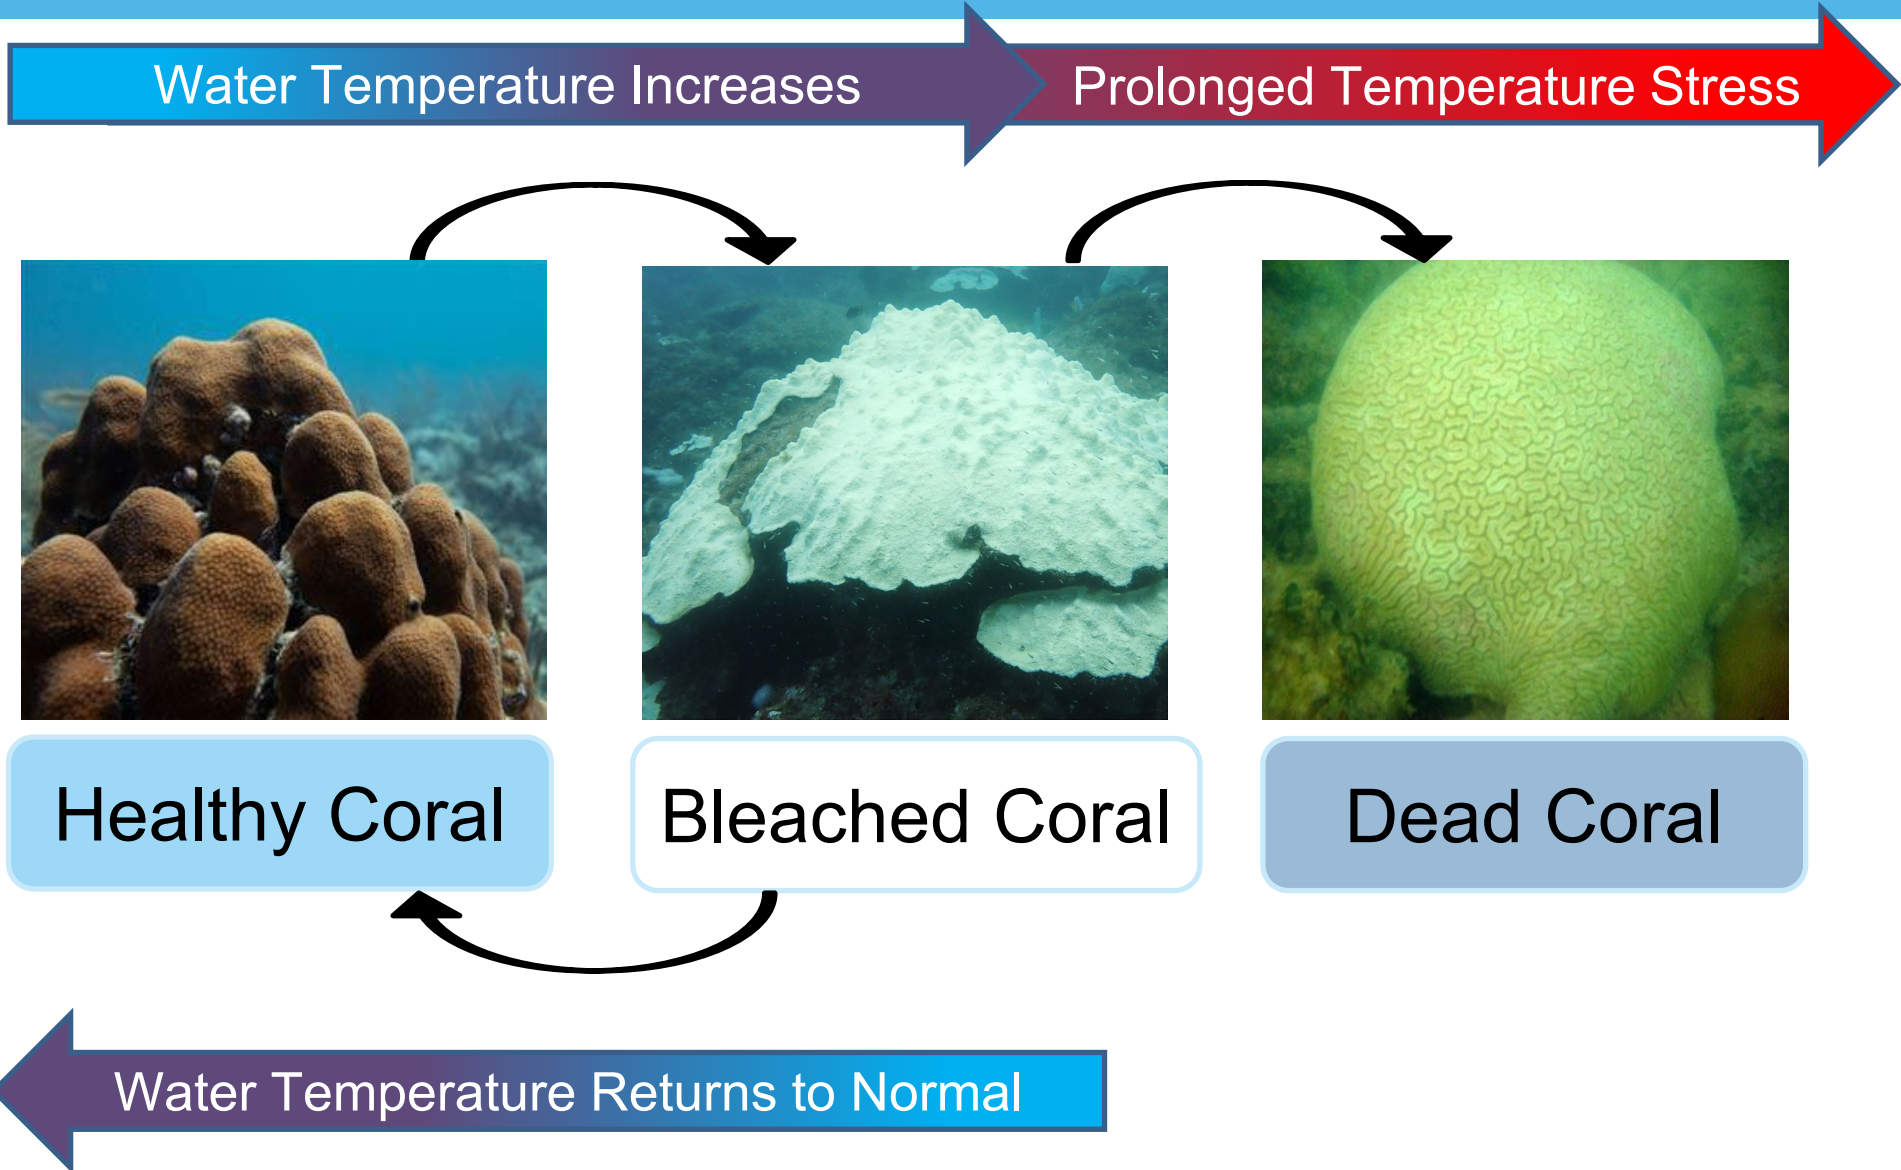 Water Temperature Increases
Prolonged Temperature Stress
Healthy Coral
Bleached Coral
Dead Coral
Water Temperature Returns to Normal